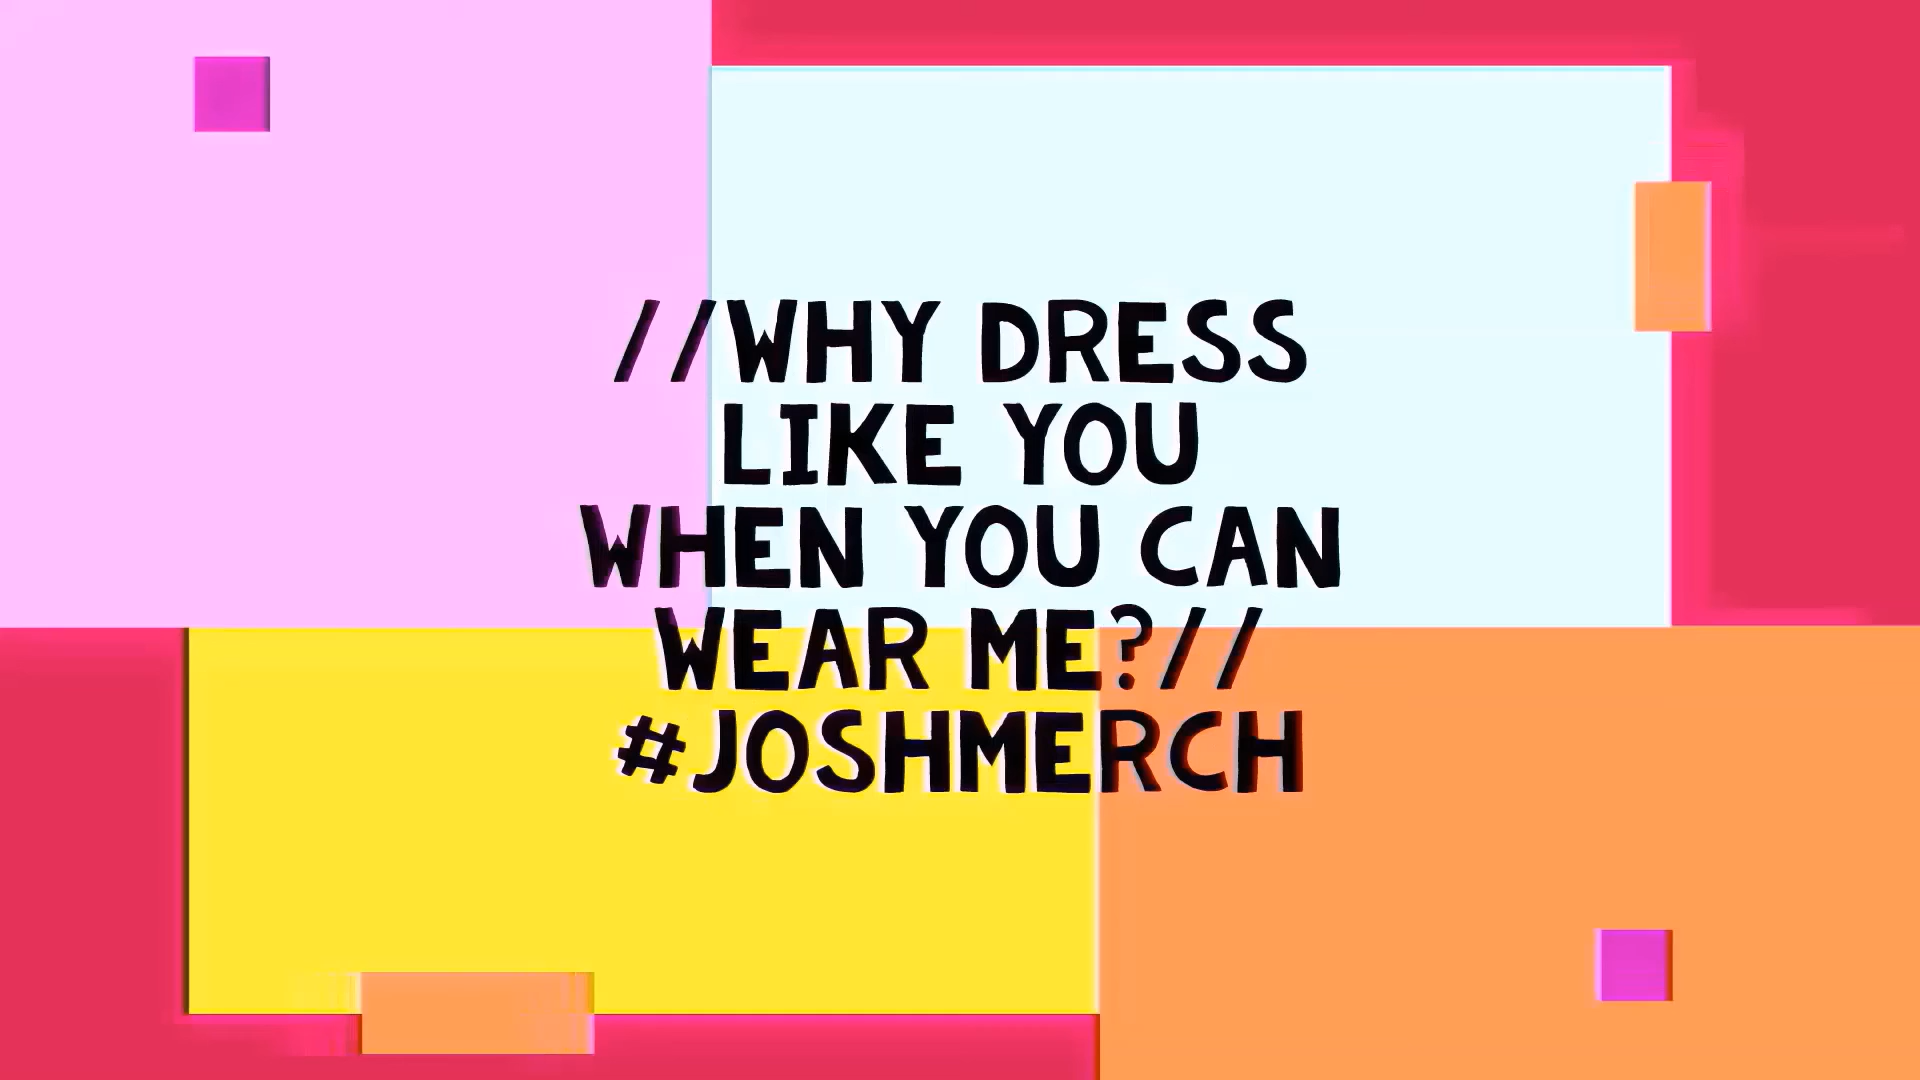 //WHY DRESS
LIKE YOU
WHEN YOU CAN
WEAR ME?//
#JOSHMERCH